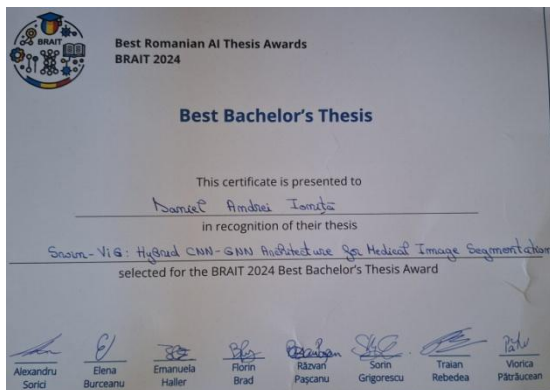 BRAIT
Best Romanian AI Thesis Awards
BRAIT 2024
Best Bachelor's Thesis
This certificate is presented to
Daniel Andrei Ioniță
in recognition of their thesis
Swin-ViG: Hybrid CNN-GNN Architecture for Medical Image Segmentation
selected for the BRAIT 2024 Best Bachelor's Thesis Award
Alexandru Elena Emanuela Florin Răzvan Sorin Traian Viorica
Sorici Burceanu Haller Brad Pașcanu Grigorescu Rebedea Pătrăucean